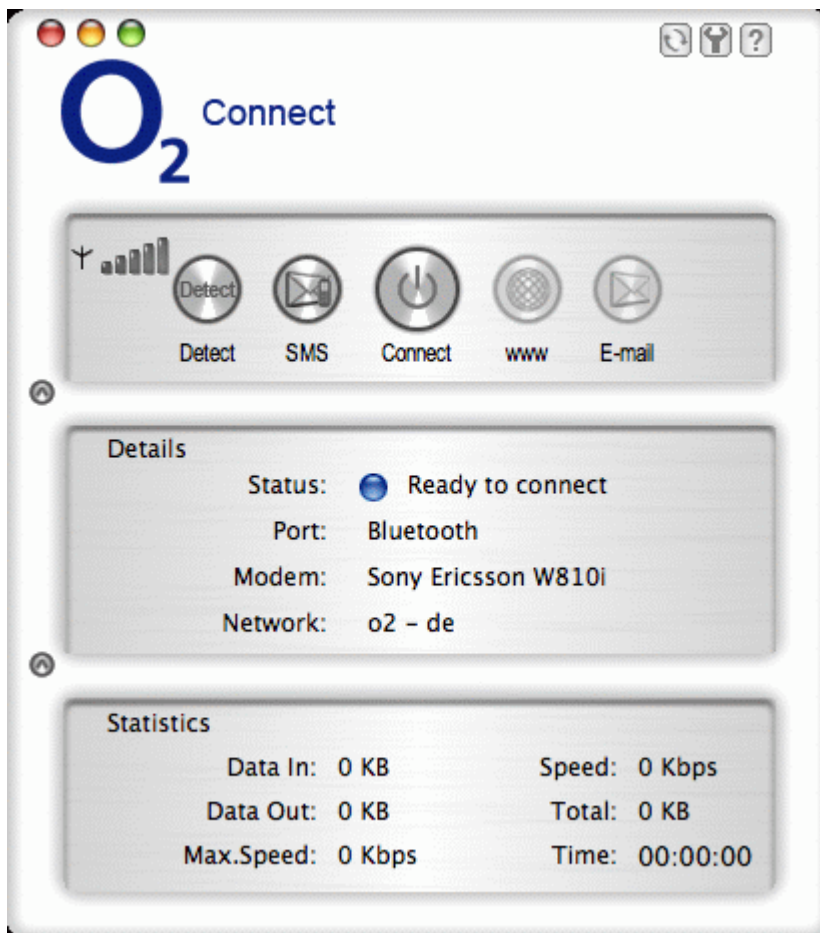 ?
O2 Connect
Detect
Detect SMS Connect www E-mail
Details
Status: Ready to connect
Port: Bluetooth
Modem: Sony Ericsson W810i
Network: o2 – de
Statistics
Data In: 0 KB Speed: 0 Kbps
Data Out: 0 KB Total: 0 KB
Max.Speed: 0 Kbps Time: 00:00:00